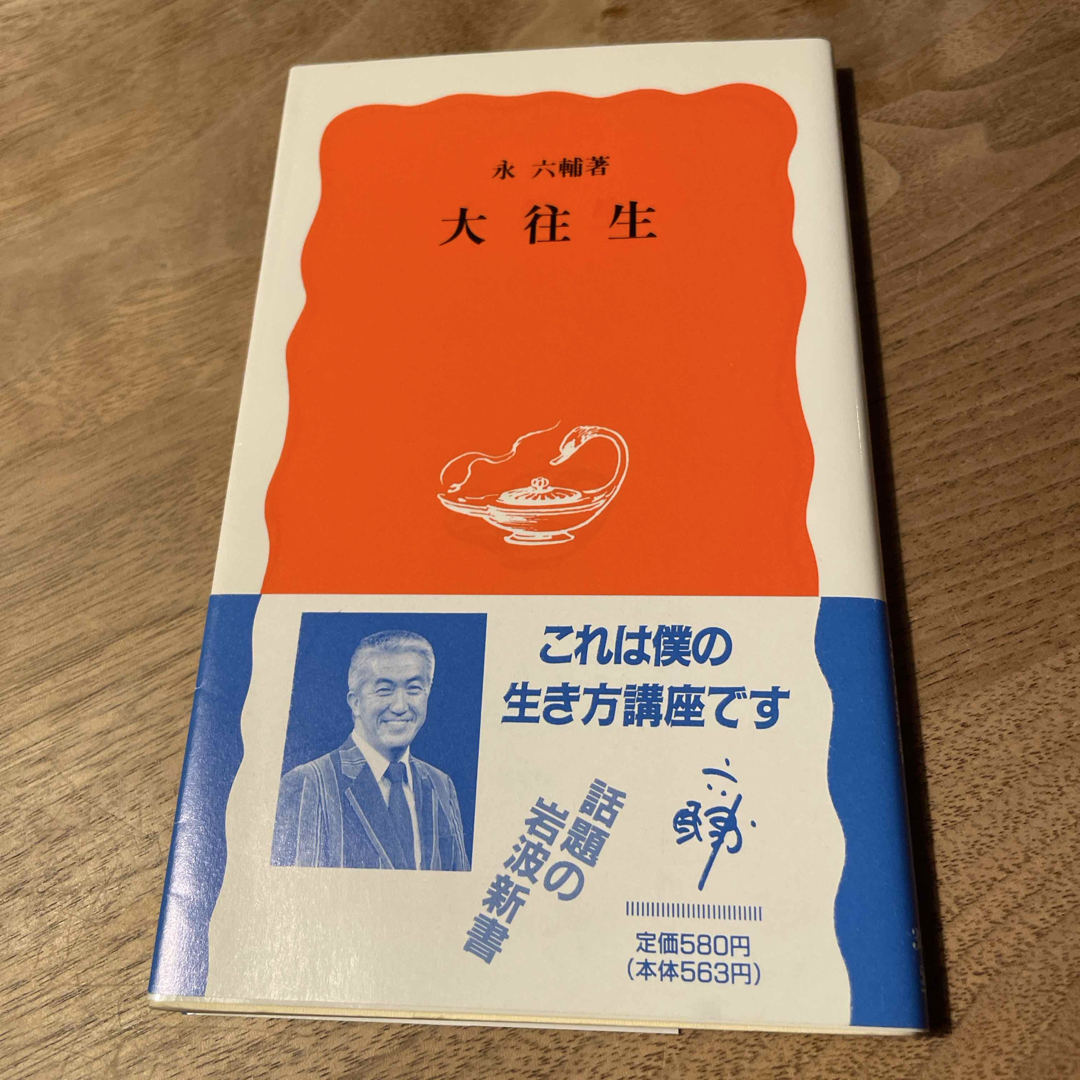 永 六輔著
大往生
これは僕の
生き方講座です
六輔
話題の
岩波新書
定価580円
(本体563円)